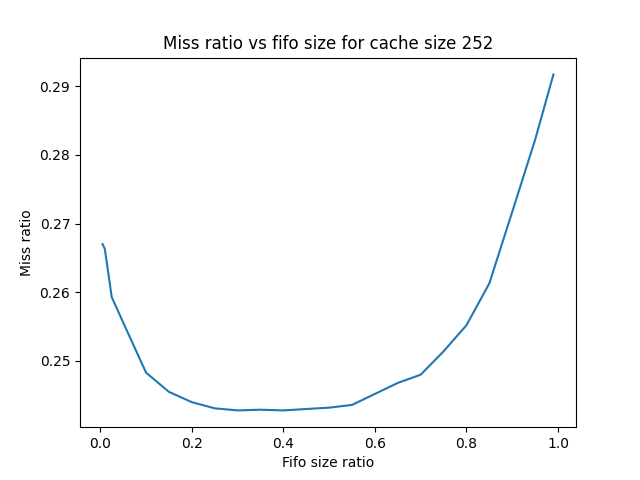 Miss ratio vs fifo size for cache size 252
0.29
0.28
0.27
0.26
0.25
Miss ratio
0.0 0.2 0.4 0.6 0.8 1.0
Fifo size ratio